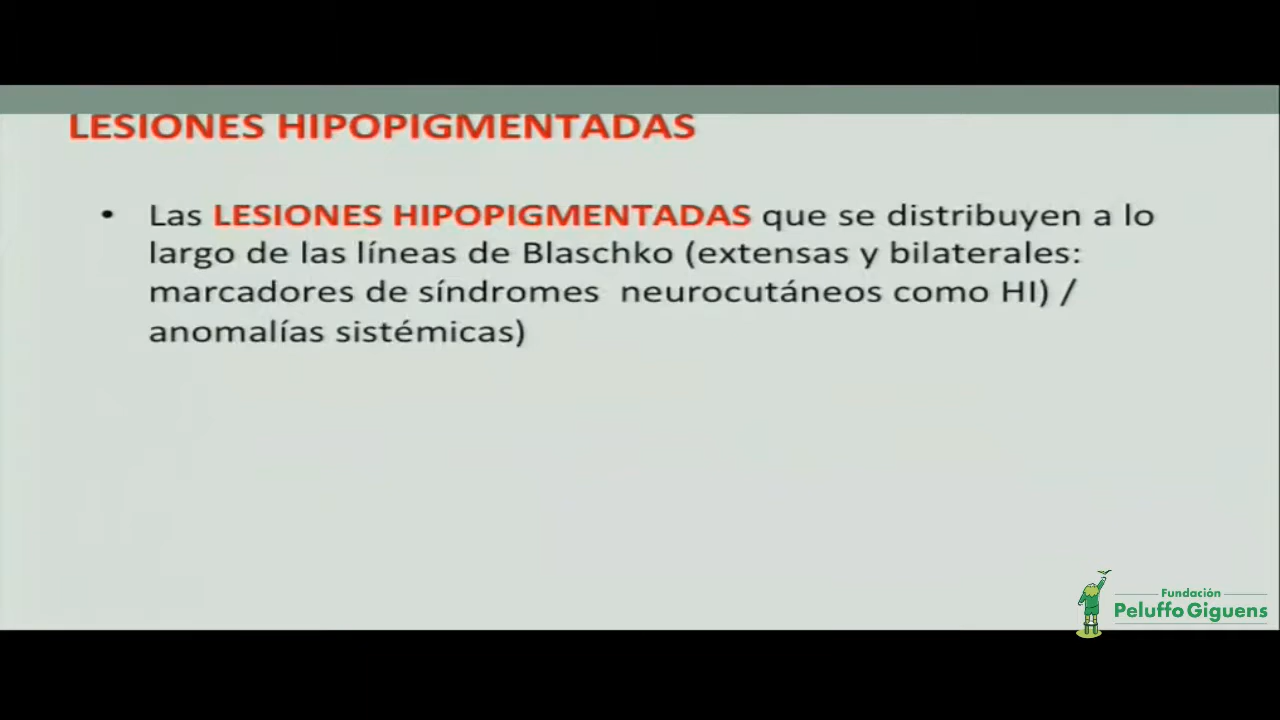 LESIONES HIPOPIGMENTADAS
• Las LESIONES HIPOPIGMENTADAS que se distribuyen a lo
largo de las líneas de Blaschko (extensas y bilaterales:
marcadores de síndromes neurocutáneos como HI) /
anomalías sistémicas)
Fundación
Peluffo Giguens